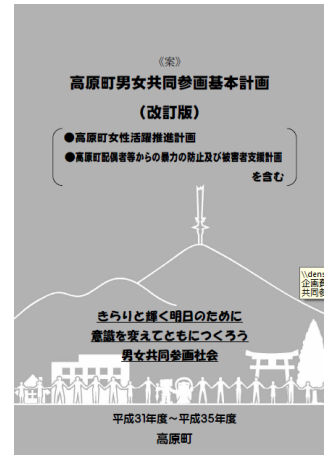 《案》
高原町男女共同参画基本計画
（改訂版）
●高原町女性活躍推進計画
●高原町配偶者等からの暴力の防止及び被害者支援計画
を含む
\\dens
企画費
共同参
きらりと輝く明日のために
意識を変えてともにつくろう
男女共同参画社会
平成31年度～平成35年度
高原町